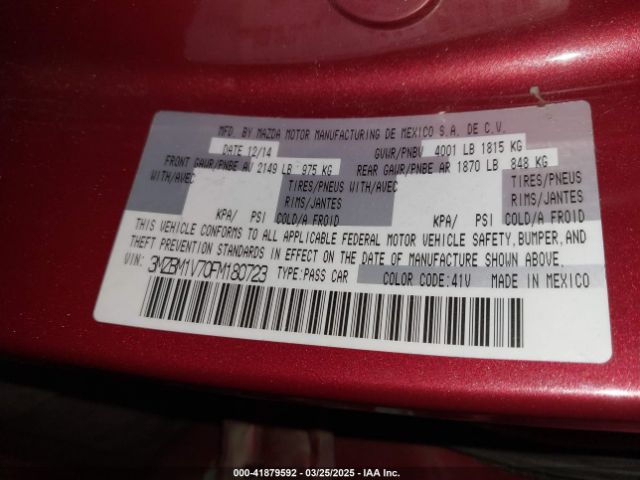 MFD. BY MAZDA MOTOR MANUFACTURING DE MEXICO S.A. DE C.V.
DATE 12/14 GVWR/PNBV 4001 LB 1815 KG
FRONT GAWR/PNBE AV 2149 LB 975 KG REAR GAWR/PNBE AR 1870 LB 848 KG
WITH/AVEC TIRES/PNEUS WITH/AVEC TIRES/PNEUS
RIMS/JANTES RIMS/JANTES
KPA/ PSI COLD/A FROID KPA/ PSI COLD/A FROID
THIS VEHICLE CONFORMS TO ALL APPLICABLE FEDERAL MOTOR VEHICLE SAFETY, BUMPER, AND
THEFT PREVENTION STANDARDS IN EFFECT ON THE DATE OF MANUFACTURE SHOWN ABOVE.
VIN: 3MZBM1V70FM180723 TYPE:PASS CAR COLOR CODE:41V MADE IN MEXICO
000-41879592 - 03/25/2025 - IAAI.COM